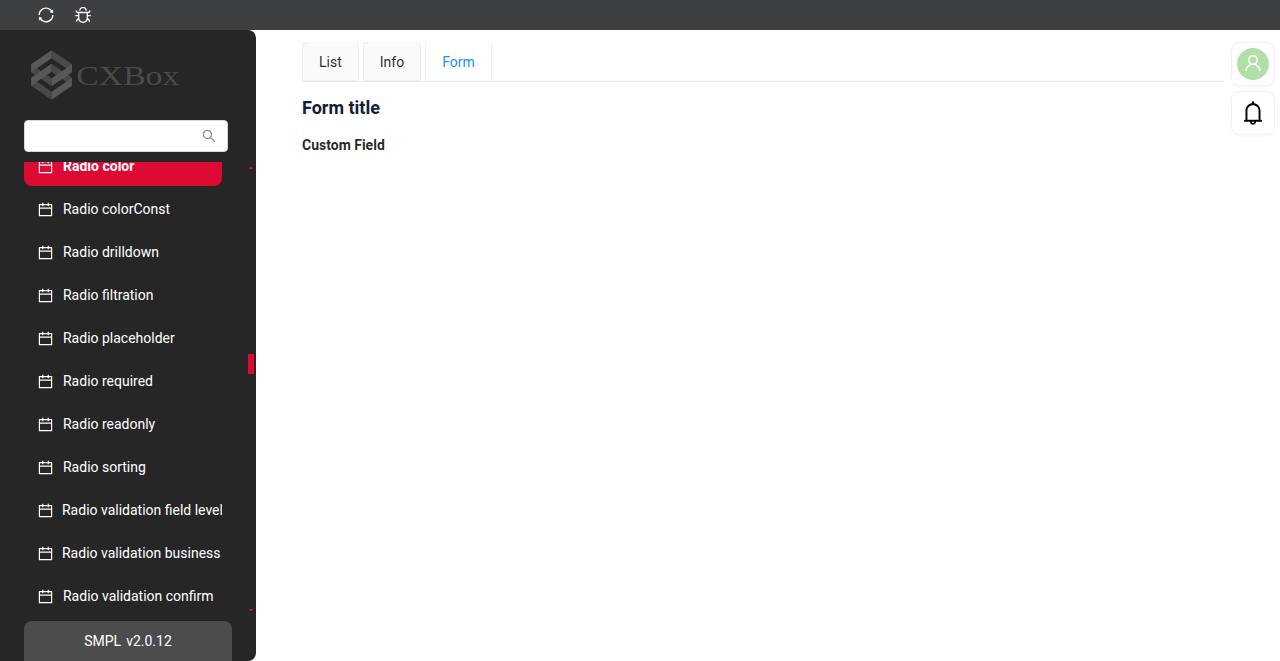 CXBox
Radio color
Radio colorConst
Radio drilldown
Radio filtration
Radio placeholder
Radio required
Radio readonly
Radio sorting
Radio validation field level
Radio validation business
Radio validation confirm
SMPL v2.0.12
List Info Form
Form title
Custom Field